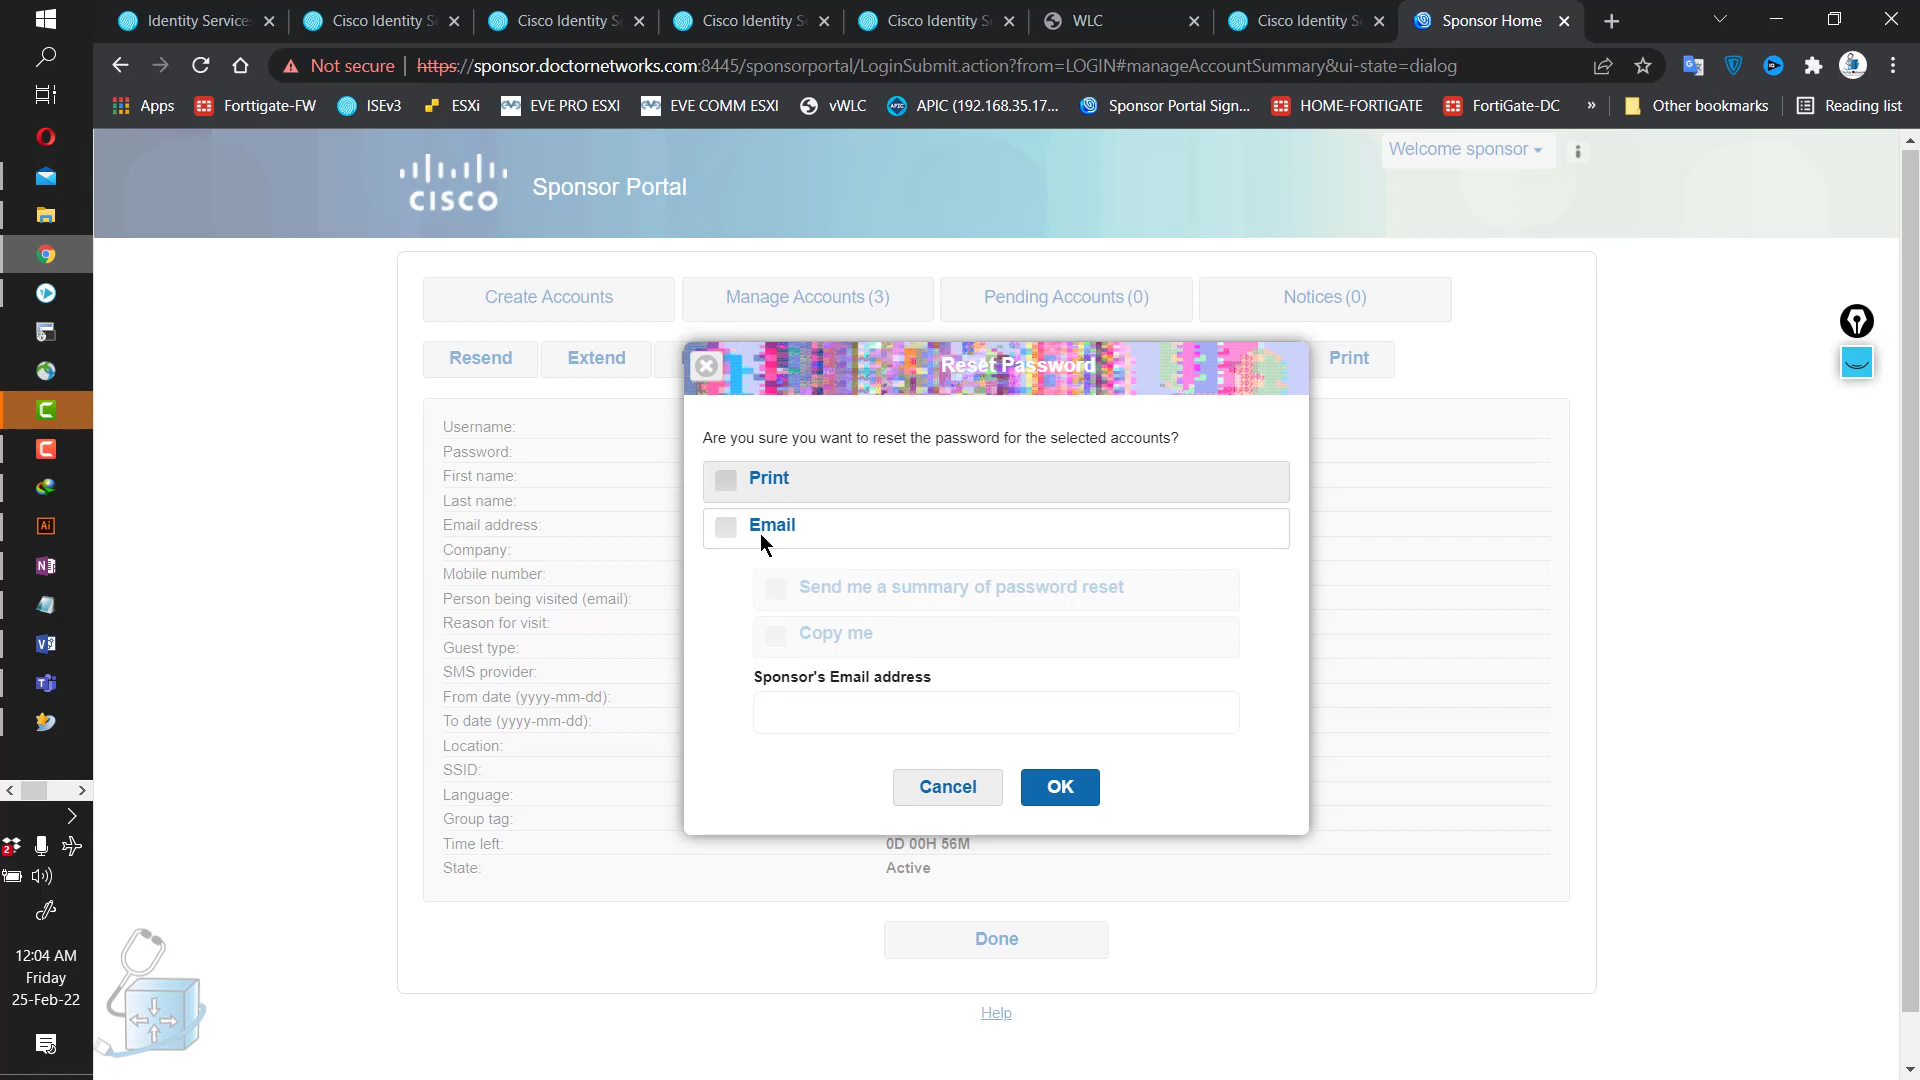 Identity Service
Cisco Identity S
Cisco Identity S
Cisco Identity S
Cisco Identity S
WLC
Cisco Identity S
Sponsor Home
Not secure
https://sponsor.doctornetworks.com:8445/sponsorportal/LoginSubmit.action?from=LOGIN#manageAccountSummary&ui-state=dialog
Apps
Forttigate-FW
ISEv3
ESXi
EVE PRO ESXI
EVE COMM ESXI
vWLC
APIC (192.168.35.17...
Sponsor Portal Sign...
HOME-FORTIGATE
FortiGate-DC
»
Other bookmarks
Reading list
CISCO
Sponsor Portal
Welcome sponsor
Create Accounts
Manage Accounts (3)
Pending Accounts (0)
Notices (0)
Resend
Extend
Print
Reset Password
Are you sure you want to reset the password for the selected accounts?
Print
Email
Send me a summary of password reset
Copy me
Sponsor's Email address
Cancel
OK
Username:
Password:
First name:
Last name:
Email address:
Company:
Mobile number:
Person being visited (email):
Reason for visit:
Guest type:
SMS provider:
From date (yyyy-mm-dd):
To date (yyyy-mm-dd):
Location:
SSID:
Language:
Group tag:
Time left:
0D 00H 56M
State:
Active
Done
Help
12:04 AM
Friday
25-Feb-22